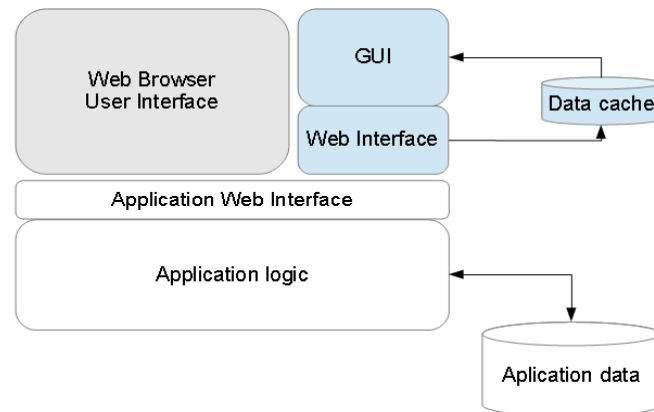 Web Browser
User Interface
GUI
Data cache
Web Interface
Application Web Interface
Application logic
Aplication data